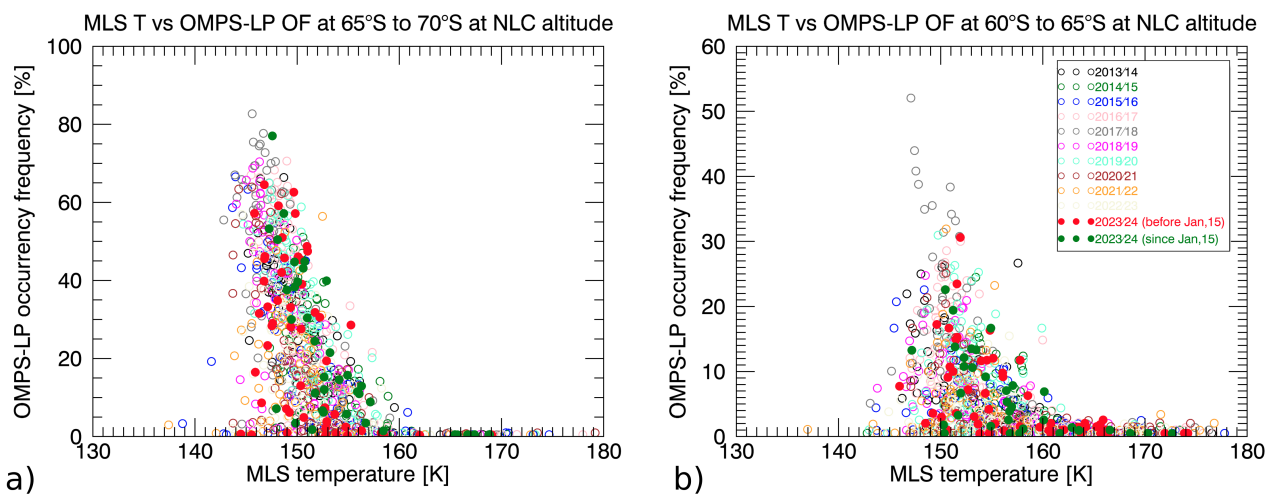 MLS T vs OMPS-LP OF at 65°S to 70°S at NLC altitude
OMPS-LP occurrency frequency [%]
100
80
60
40
20
0
130 140 150 160 170 180
MLS temperature [K]
a)
MLS T vs OMPS-LP OF at 60°S to 65°S at NLC altitude
OMPS-LP occurrency frequency [%]
60
50
40
30
20
10
0
2013/14
2014/15
2015/16
2016/17
2017/18
2018/19
2019/20
2020/21
2021/22
2022/23
2023/24 (before Jan,15)
2023/24 (since Jan,15)
130 140 150 160 170 180
MLS temperature [K]
b)